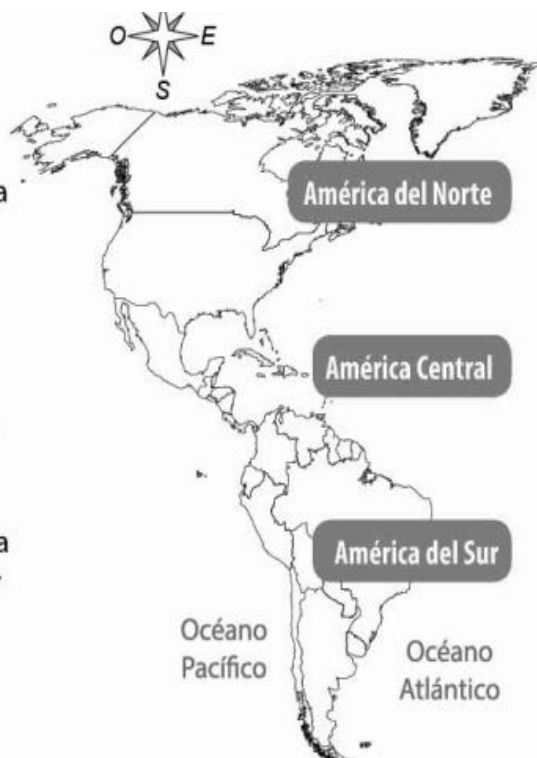 O E
S
a
América del Norte
América Central
a
América del Sur
Océano
Pacífico
Océano
Atlántico